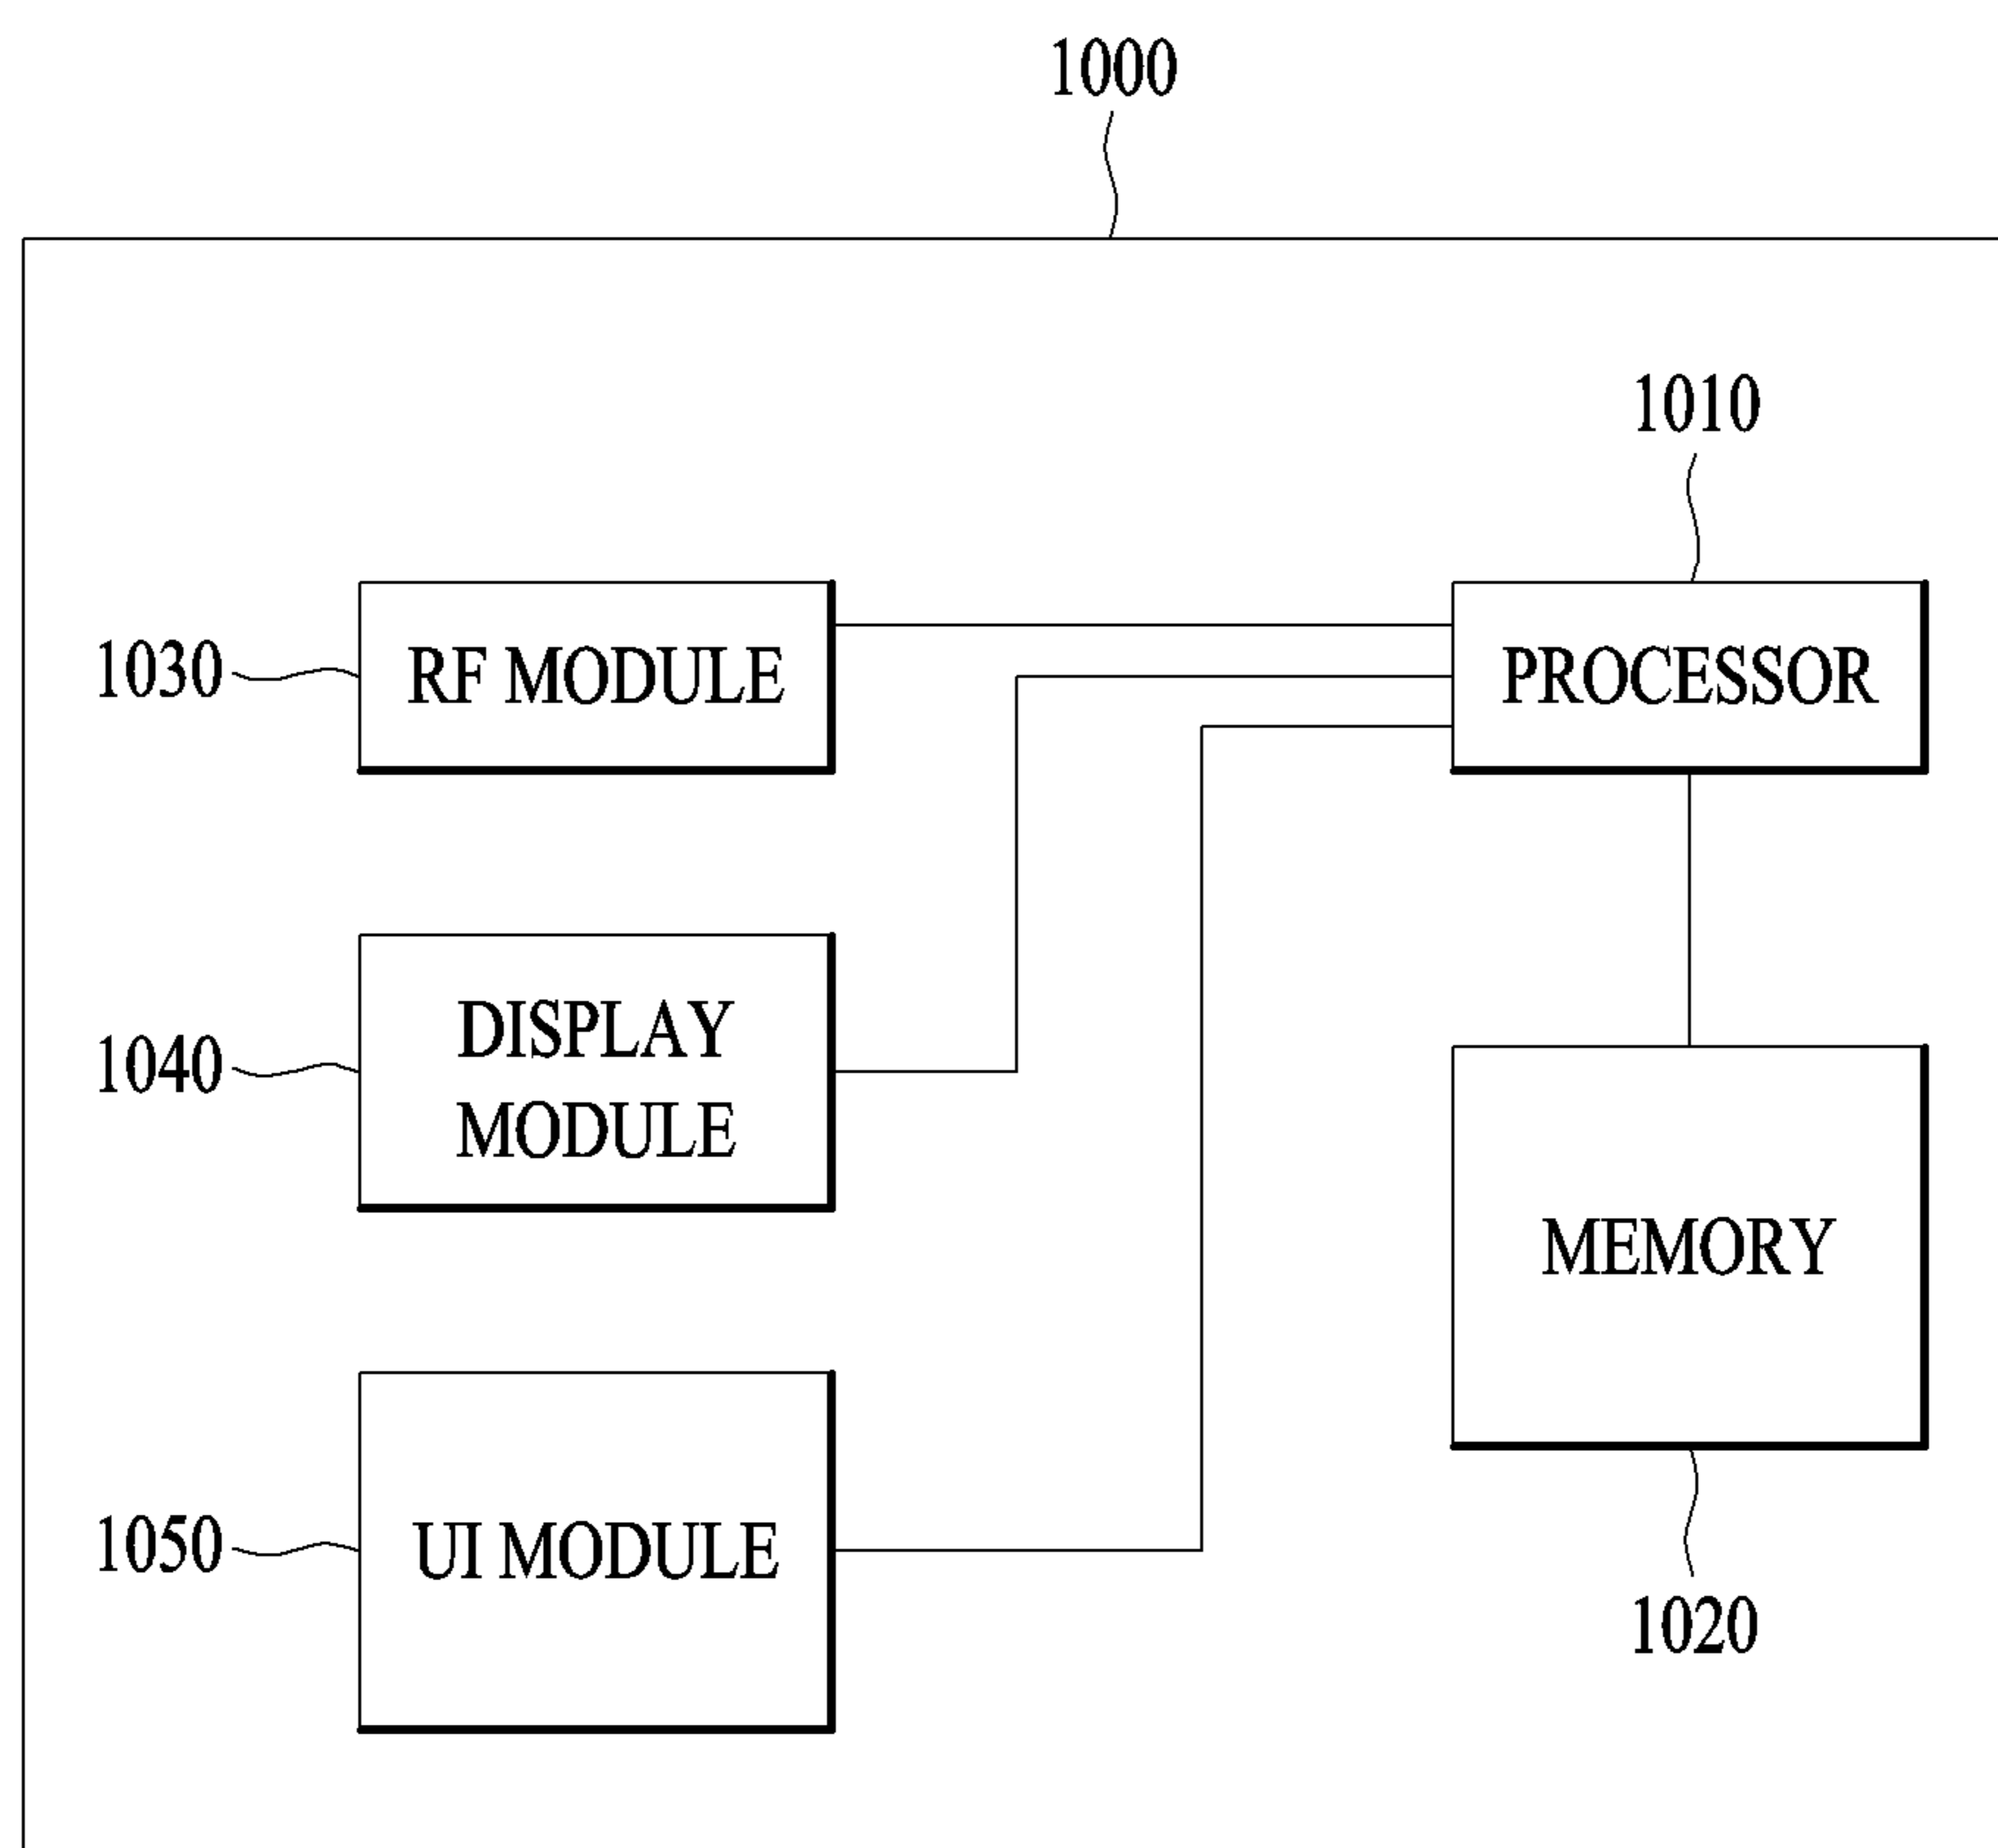 1000
1010
1030
RF MODULE
PROCESSOR
1040
DISPLAY
MODULE
MEMORY
1050
UI MODULE
1020